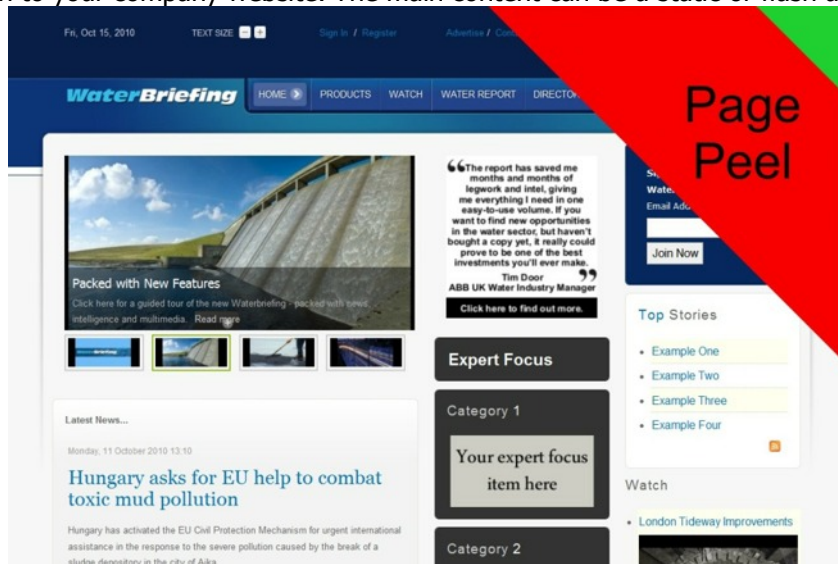 to your company website. The main content can be a static or flash
Fri, Oct 15, 2010
TEXT SIZE - +
Sign In / Register
Advertise /
WaterBriefing
HOME
PRODUCTS
WATCH
WATER REPORT
Page
Peel
Packed with New Features
Click here for a guided tour of the new Waterbriefing - packed with news,
intelligence and multimedia. Read more
Latest News...
Monday, 11 October 2010 13:10
Hungary asks for EU help to combat
toxic mud pollution
Hungary has activated the EU Civil Protection Mechanism for urgent international
assistance in the response to the severe pollution caused by the break of a
sludge depository in the city of Ajka
“The report has saved me
months and months of
legwork and intel, giving
me everything I need in one
easy-to-use volume. If you
want to find new opportunities
in the water sector, but haven't
bought a copy yet, it really could
prove to be one of the best
investments you'll ever make.
Tim Door ”
ABB UK Water Industry Manager
Click here to find out more.
Expert Focus
Category 1
Your expert focus
item here
Category 2
Email
Join Now
Top Stories
• Example One
• Example Two
• Example Three
• Example Four
Watch
• London Tideway Improvements